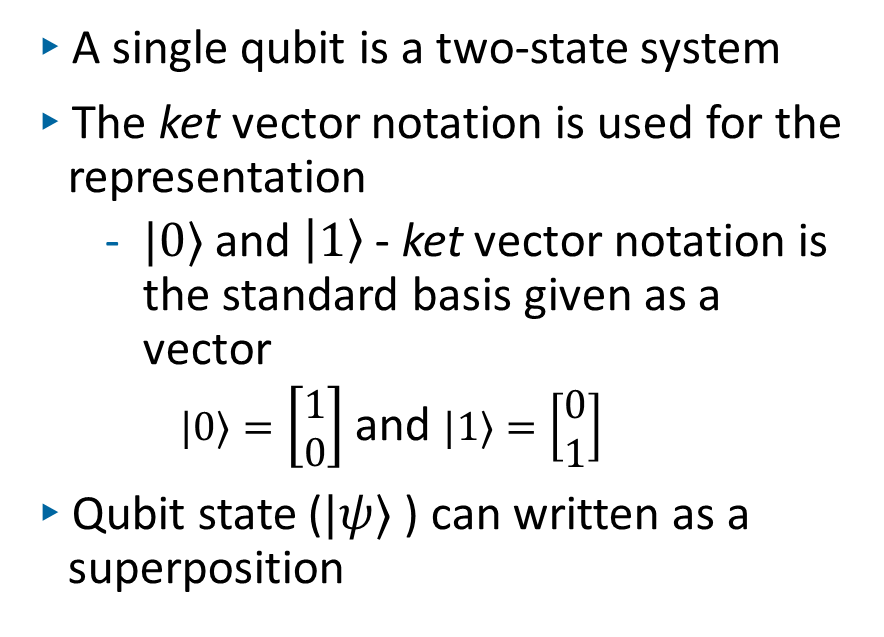 ▸ A single qubit is a two-state system
▸ The ket vector notation is used for the
representation
- |0⟩ and |1⟩ - ket vector notation is
the standard basis given as a
vector
|0⟩ = [1 0] and |1⟩ = [0 1]
▸ Qubit state (|ψ⟩ ) can written as a
superposition